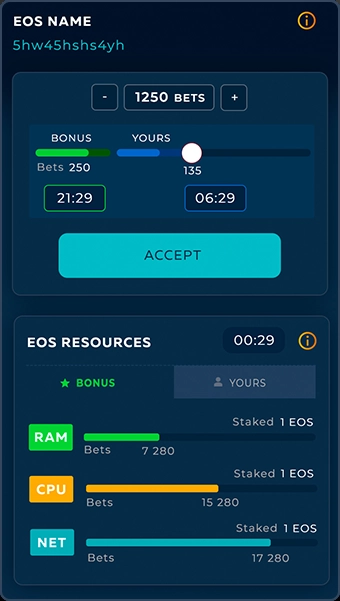 EOS NAME
5hw45hshs4yh
- 1250 BETS +
BONUS YOURS
Bets 250 135
21:29 06:29
ACCEPT
EOS RESOURCES 00:29
BONUS YOURS
Staked 1 EOS
RAM
Bets 7 280
Staked 1 EOS
CPU
Bets 15 280
Staked 1 EOS
NET
Bets 17 280